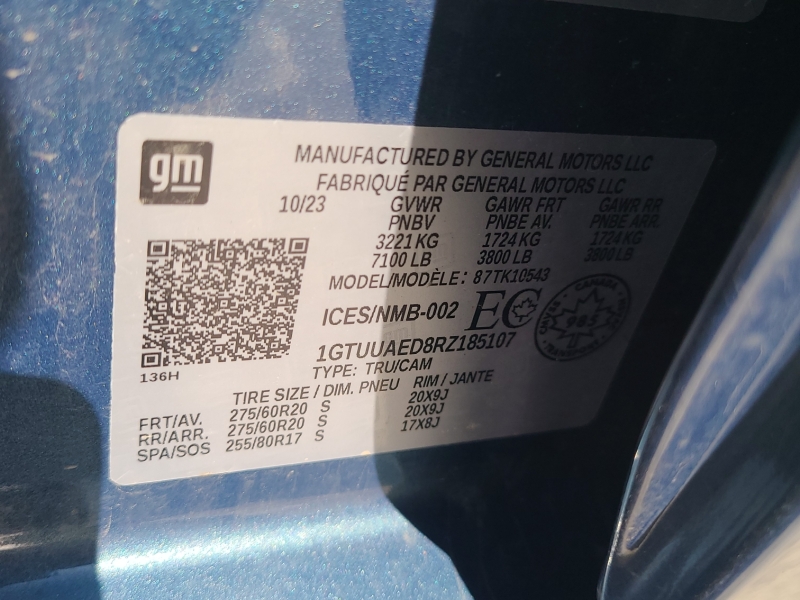 gm
MANUFACTURED BY GENERAL MOTORS LLC
FABRIQUÉ PAR GENERAL MOTORS LLC
10/23 GVWR GAWR FRT GAWR RR
PNBV PNBE AV. PNBE ARR.
3221 KG 1724 KG 1724 KG
7100 LB 3800 LB 3800 LB
MODEL/MODÈLE: 87TK10543
ICES/NMB-002 EC
CANADA
985
TRANSPORTS
1GTUUAED8RZ185107
136H
TYPE: TRU/CAM
TIRE SIZE / DIM. PNEU RIM / JANTE
FRT/AV. 275/60R20 S 20X9J
RR/ARR. 275/60R20 S 20X9J
SPA/SOS 255/80R17 S 17X8J